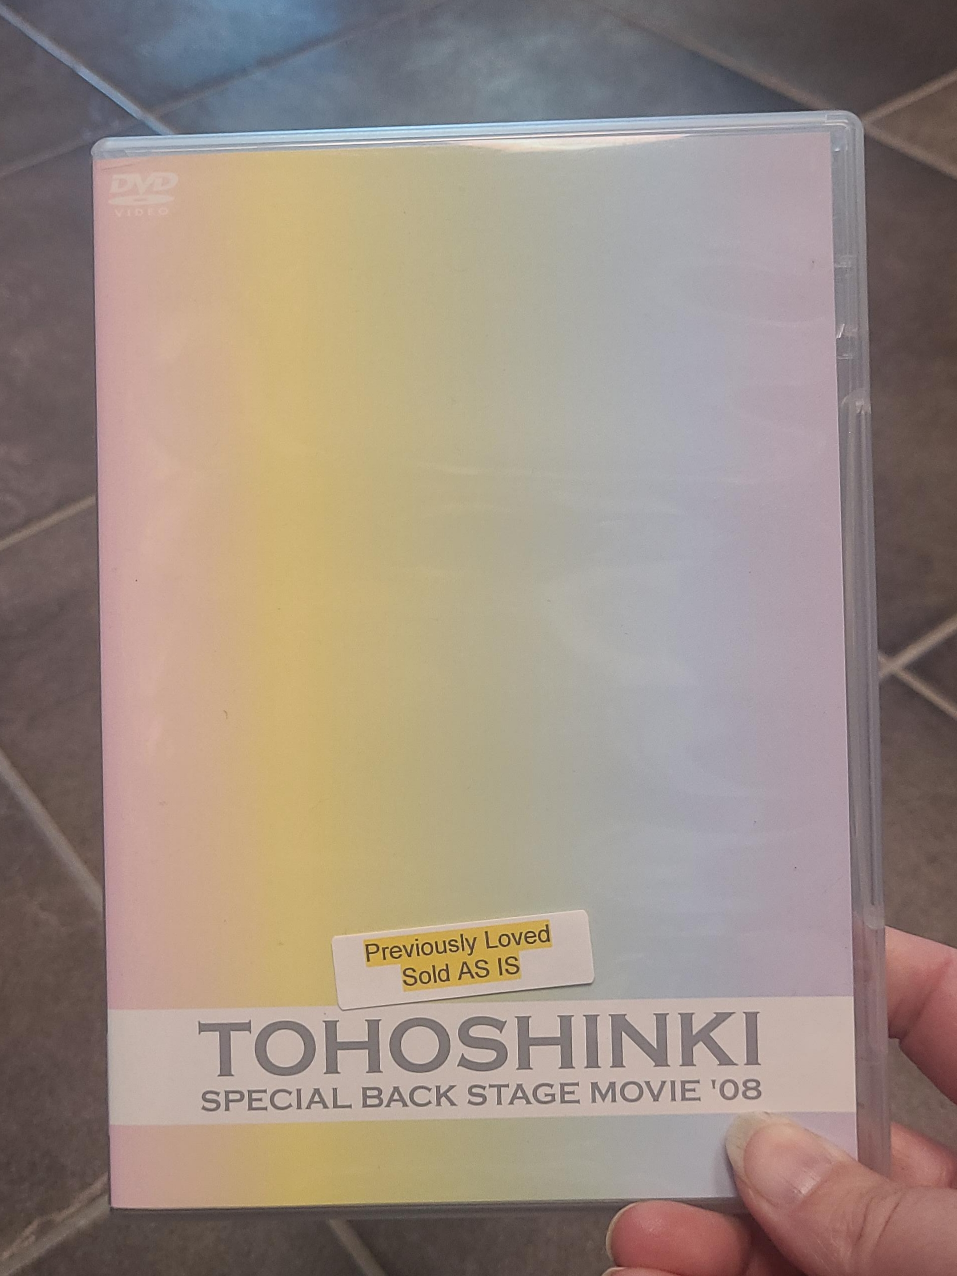 DVD
VIDEO
Previously Loved
Sold AS IS
TOHOSHINKI
SPECIAL BACK STAGE MOVIE '08